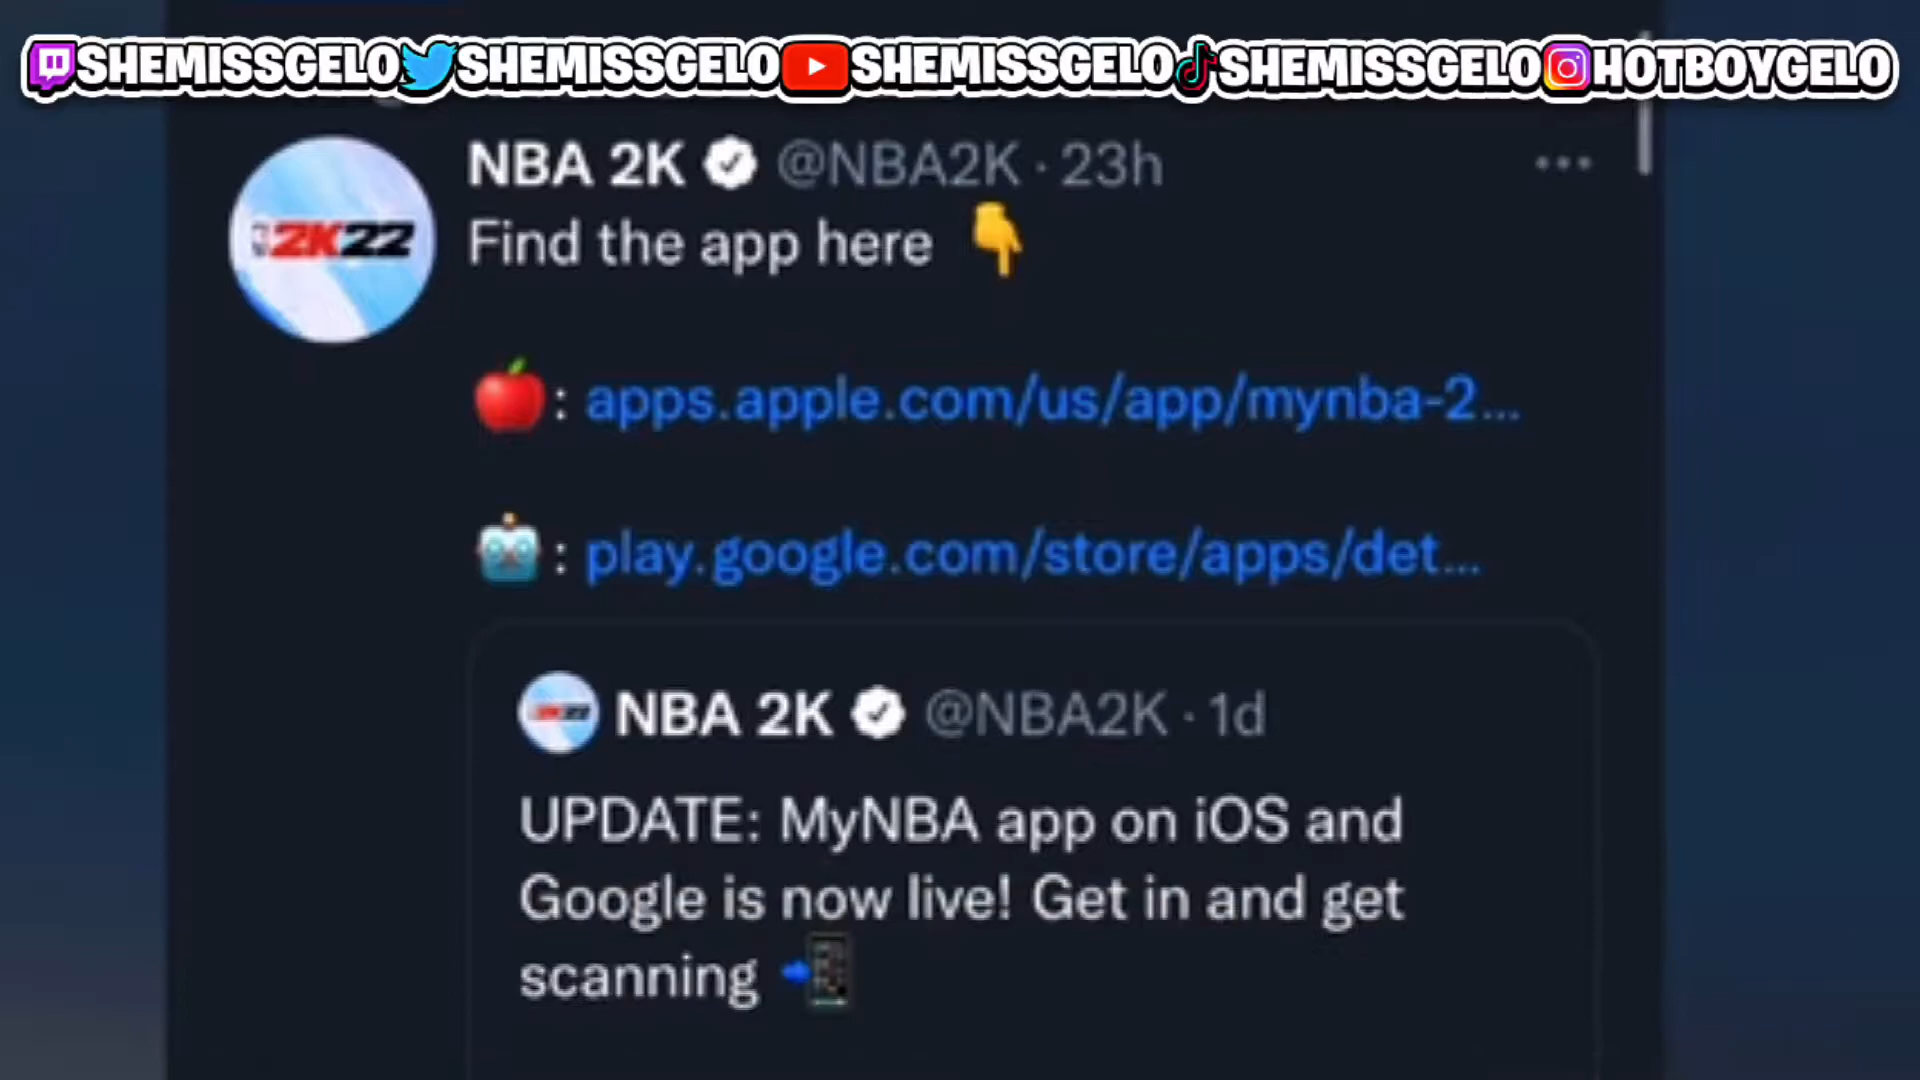 SHEMISSGELO SHEMISSGELO SHEMISSGELO SHEMISSGELO HOTBOYGELO
NBA 2K @NBA2K · 23h
2K22
Find the app here 👇
🍎: apps.apple.com/us/app/mynba-2...
🤖: play.google.com/store/apps/det...
NBA 2K @NBA2K · 1d
UPDATE: MyNBA app on iOS and
Google is now live! Get in and get
scanning 📲